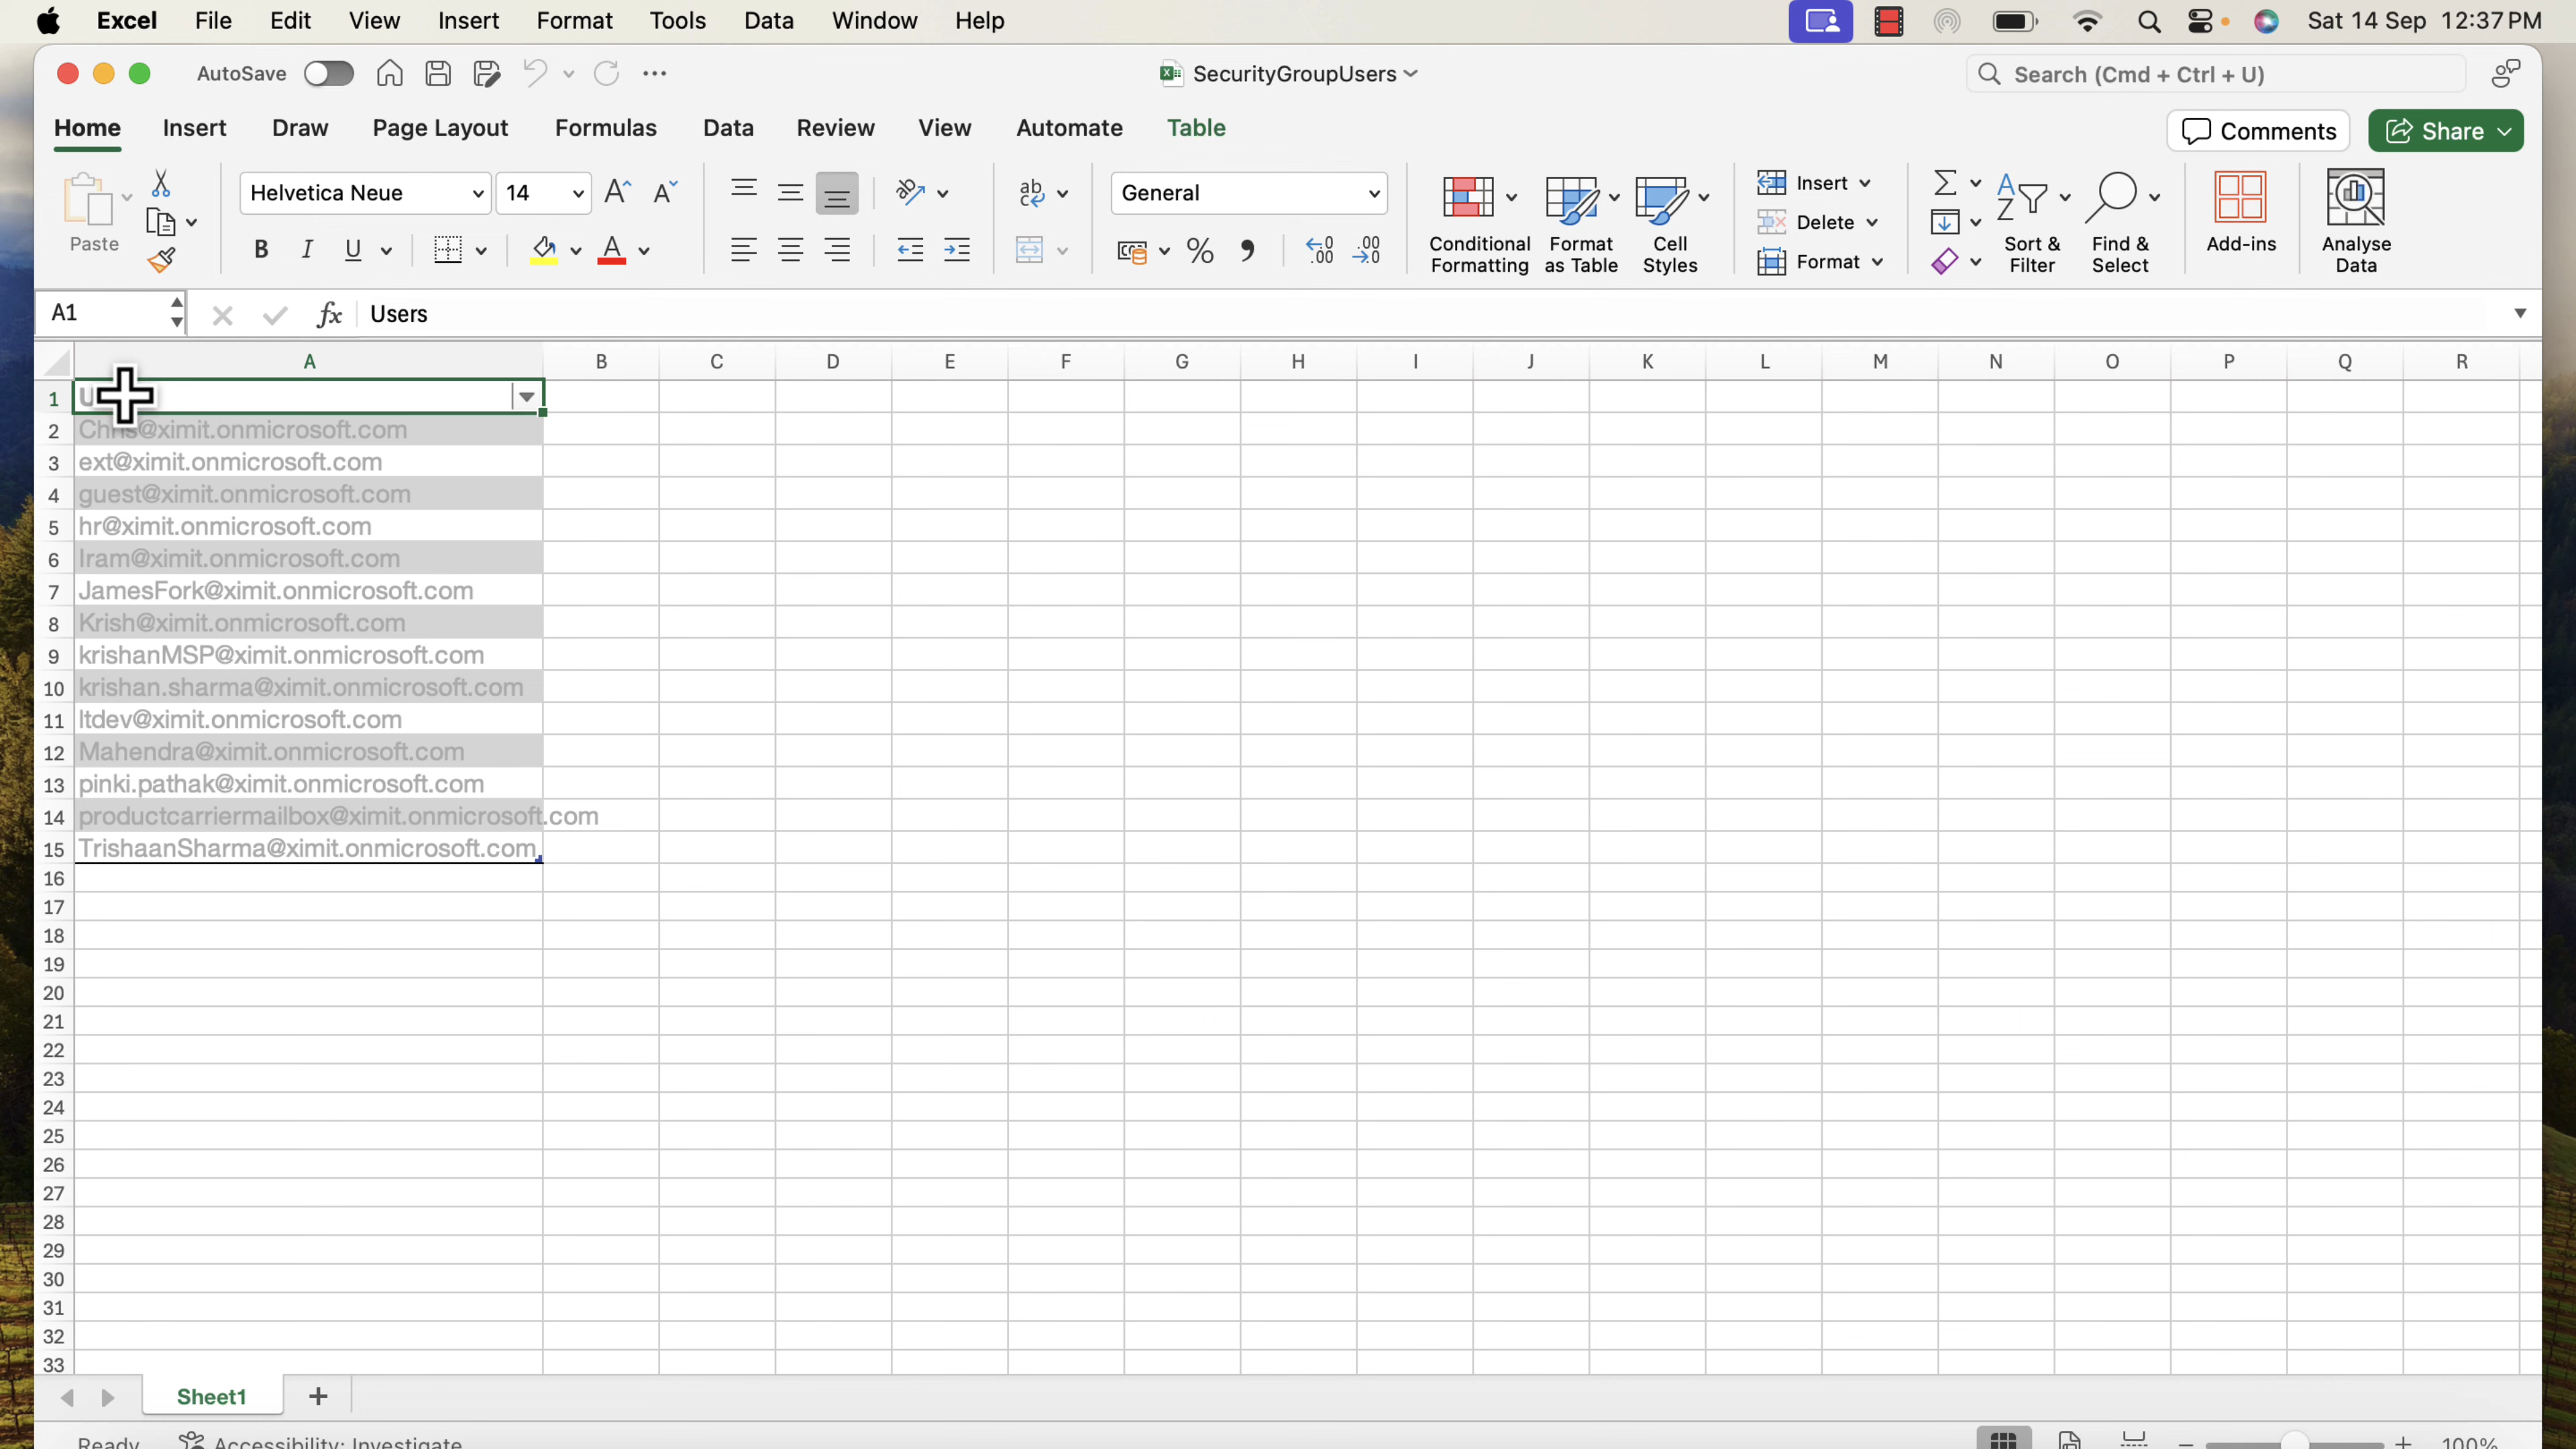 Excel File Edit View Insert Format Tools Data Window Help Sat 14 Sep 12:37 PM
AutoSave SecurityGroupUsers Search (Cmd + Ctrl + U)
Home Insert Draw Page Layout Formulas Data Review View Automate Table Comments Share
Paste Helvetica Neue 14 General Conditional Formatting Format as Table Cell Styles Insert Delete Format Sort & Filter Find & Select Add-ins Analyse Data
A1 fx Users
A B C D E F G H I J K L M N O P Q R
1
2 Chris@ximit.onmicrosoft.com
3 ext@ximit.onmicrosoft.com
4 guest@ximit.onmicrosoft.com
5 hr@ximit.onmicrosoft.com
6 Iram@ximit.onmicrosoft.com
7 JamesFork@ximit.onmicrosoft.com
8 Krish@ximit.onmicrosoft.com
9 krishanMSP@ximit.onmicrosoft.com
10 krishan.sharma@ximit.onmicrosoft.com
11 ltdev@ximit.onmicrosoft.com
12 Mahendra@ximit.onmicrosoft.com
13 pinki.pathak@ximit.onmicrosoft.com
14 productcarriermailbox@ximit.onmicrosoft.com
15 TrishaanSharma@ximit.onmicrosoft.com
16
17
18
19
20
21
22
23
24
25
26
27
28
29
30
31
32
33
Sheet1
Ready Accessibility: Investigate 100%